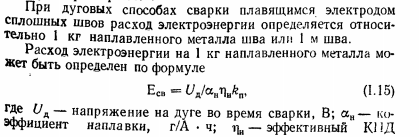 При дуговых способах сварки плавящимся электродом
сплошных швов расход электроэнергии определяется относи-
тельно 1 кг наплавленного металла шва или 1 м шва.
Расход электроэнергии на 1 кг наплавленного металла мо-
жет быть определен по формуле
Eсв = Uд/αнηиkп, (I.15)
где Uд — напряжение на дуге во время сварки, В; αн — ко-
эффициент наплавки, г/А · ч; ηи — эффективный КПД